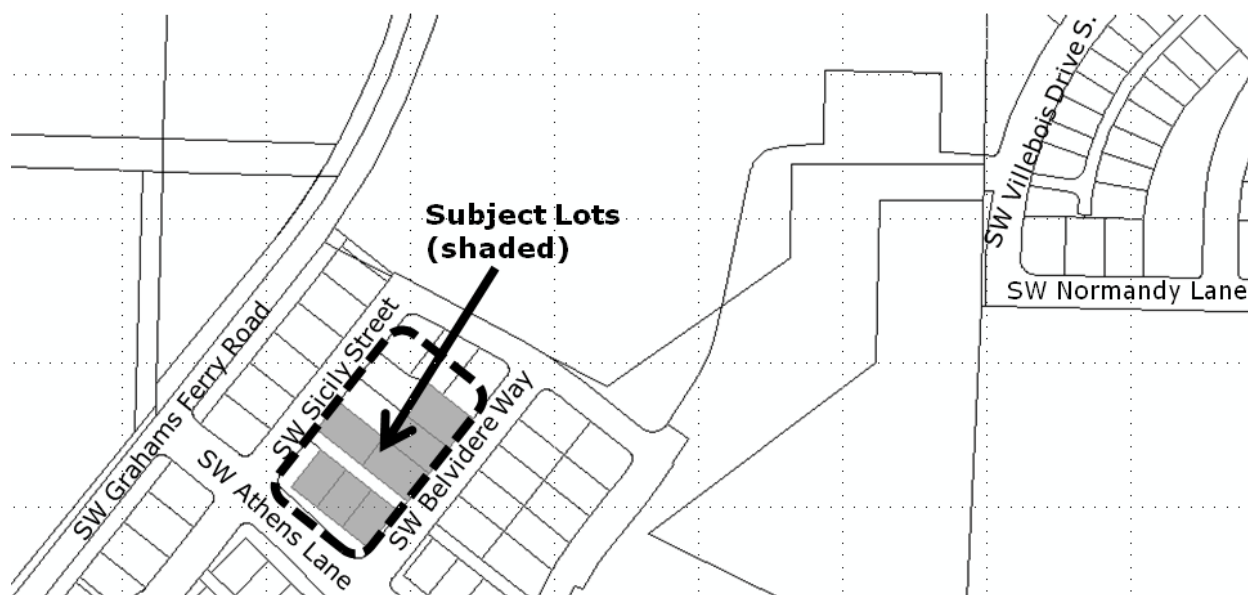 SW Villebois Drive S.
Subject Lots
(shaded)
SW Normandy Lane
SW Grahams Ferry Road
SW Sicily Street
SW Belvidere Way
SW Athens Lane